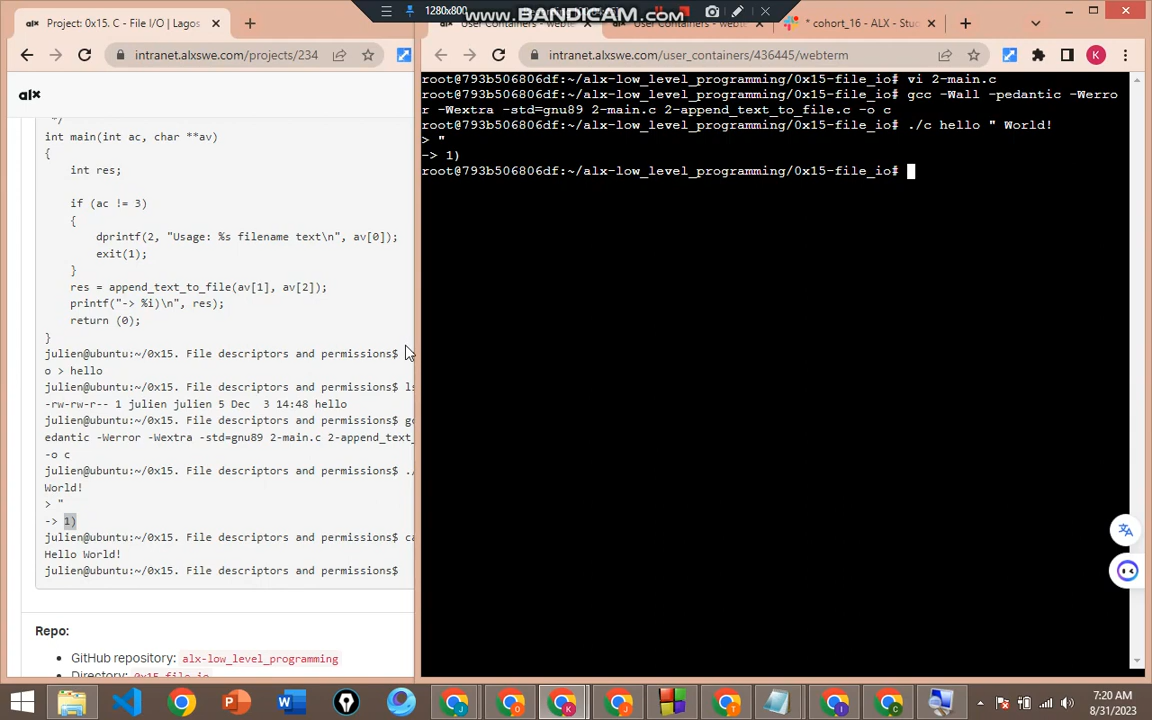 1280x800
www.BANDICAM.com
Project: 0x15. C - File I/O | Lagos
* cohort_16 - ALX - Stu
intranet.alxswe.com/projects/234
intranet.alxswe.com/user_containers/436445/webterm
K
alx
*/
int main(int ac, char **av)
{
int res;
if (ac != 3)
{
dprintf(2, "Usage: %s filename text\n", av[0]);
exit(1);
}
res = append_text_to_file(av[1], av[2]);
printf("-> %i)\n", res);
return (0);
}
julien@ubuntu:~/0x15. File descriptors and permissions$
o > hello
julien@ubuntu:~/0x15. File descriptors and permissions$ ls
-rw-rw-r-- 1 julien julien 5 Dec  3 14:48 hello
julien@ubuntu:~/0x15. File descriptors and permissions$ gc
edantic -Werror -Wextra -std=gnu89 2-main.c 2-append_text_
-o c
julien@ubuntu:~/0x15. File descriptors and permissions$ ./
World!
> "
-> 1)
julien@ubuntu:~/0x15. File descriptors and permissions$ ca
Hello World!
julien@ubuntu:~/0x15. File descriptors and permissions$
Repo:
GitHub repository: alx-low_level_programming
Directory: 0x15-file_io
root@793b506806df:~/alx-low_level_programming/0x15-file_io# vi 2-main.c
root@793b506806df:~/alx-low_level_programming/0x15-file_io# gcc -Wall -pedantic -Werro
r -Wextra -std=gnu89 2-main.c 2-append_text_to_file.c -o c
root@793b506806df:~/alx-low_level_programming/0x15-file_io# ./c hello " World!
> "
-> 1)
root@793b506806df:~/alx-low_level_programming/0x15-file_io#
7:20 AM
8/31/2023